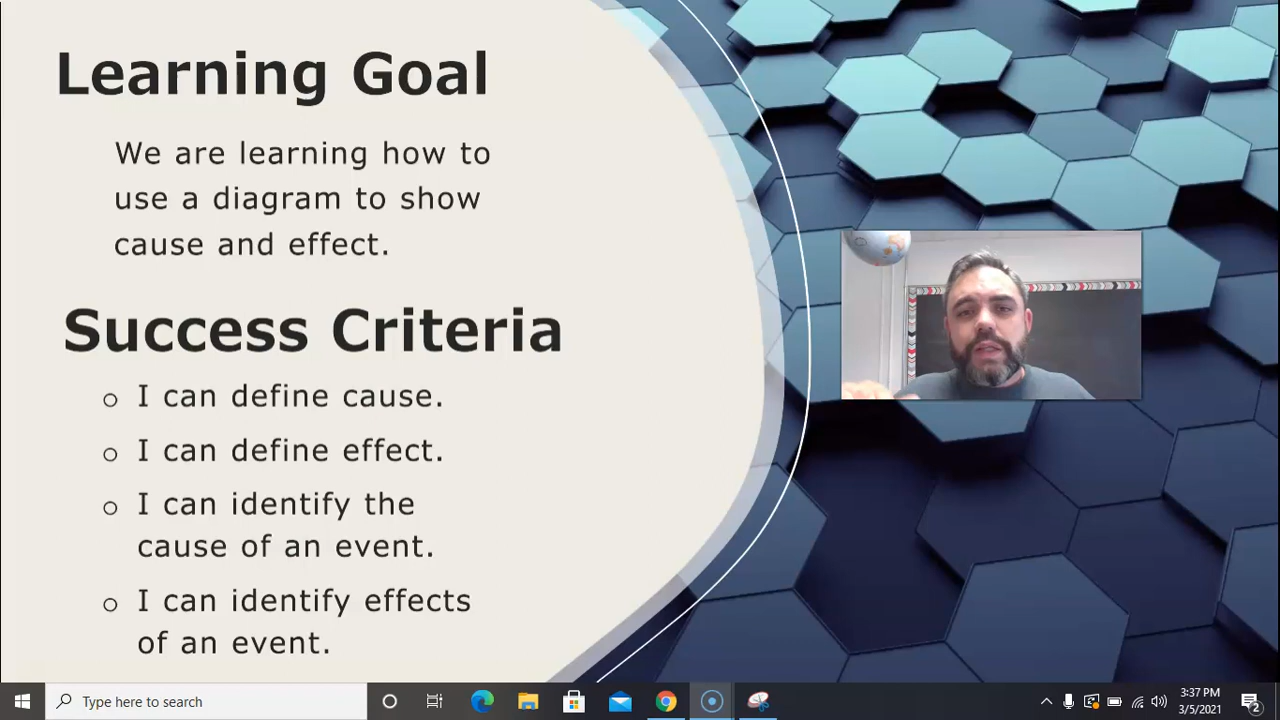 Learning Goal
We are learning how to
use a diagram to show
cause and effect.
Success Criteria
o I can define cause.
o I can define effect.
o I can identify the
cause of an event.
o I can identify effects
of an event.
Type here to search
3:37 PM
3/5/2021
2